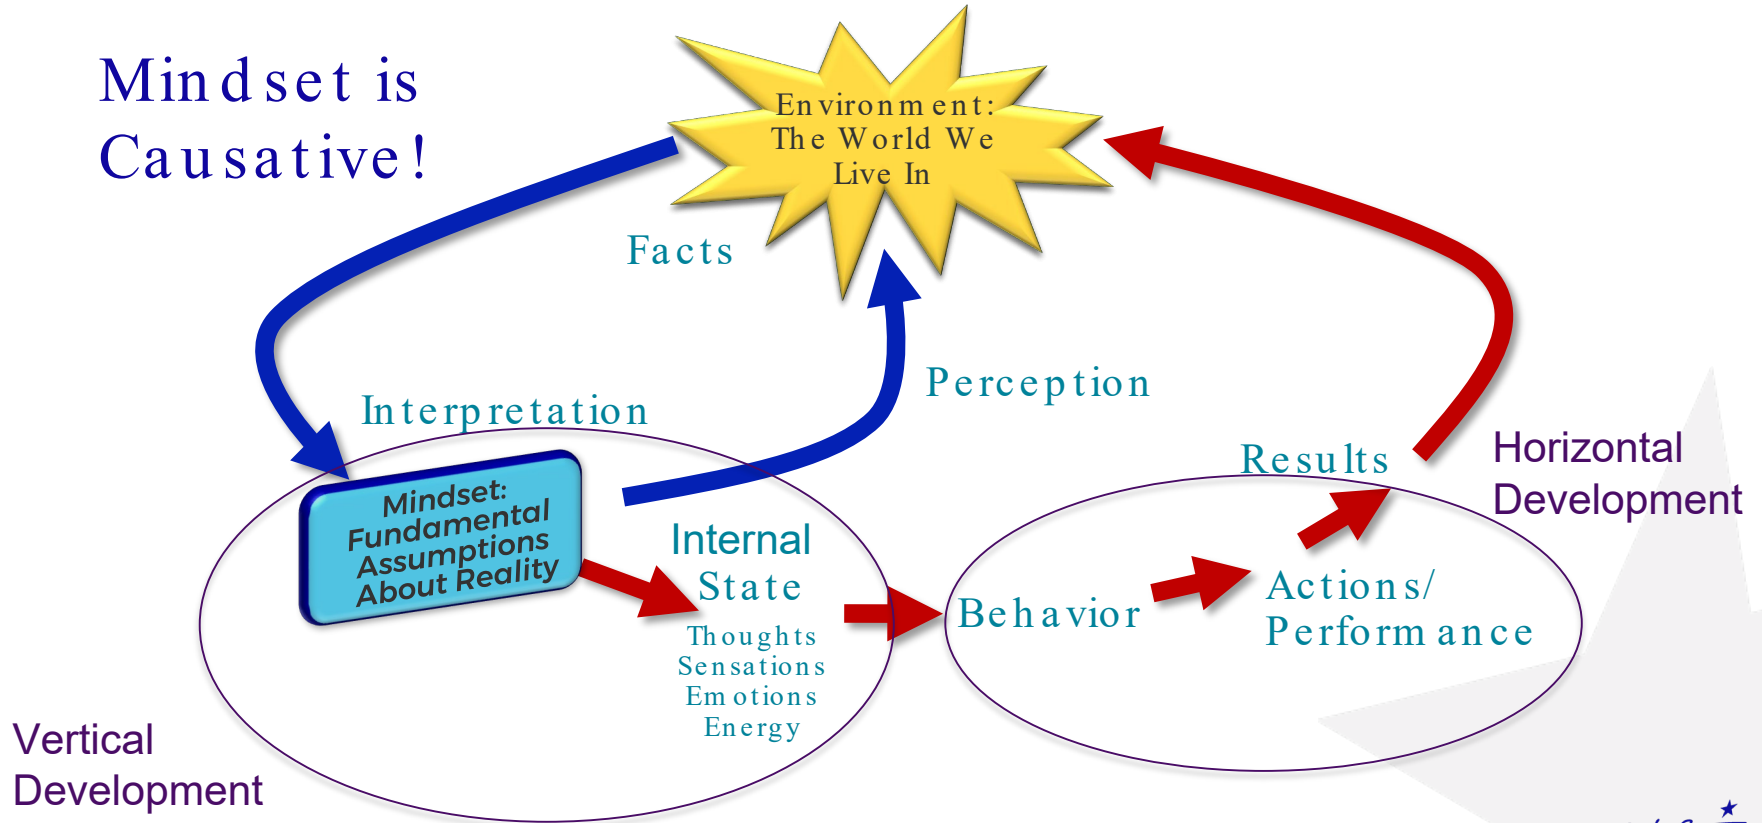 Mindset is
Causative!
Environment:
The World We
Live In
Facts
Interpretation
Perception
Mindset:
Fundamental
Assumptions
About Reality
Internal
State
Thoughts
Sensations
Emotions
Energy
Behavior
Actions/
Performance
Results
Horizontal
Development
Vertical
Development